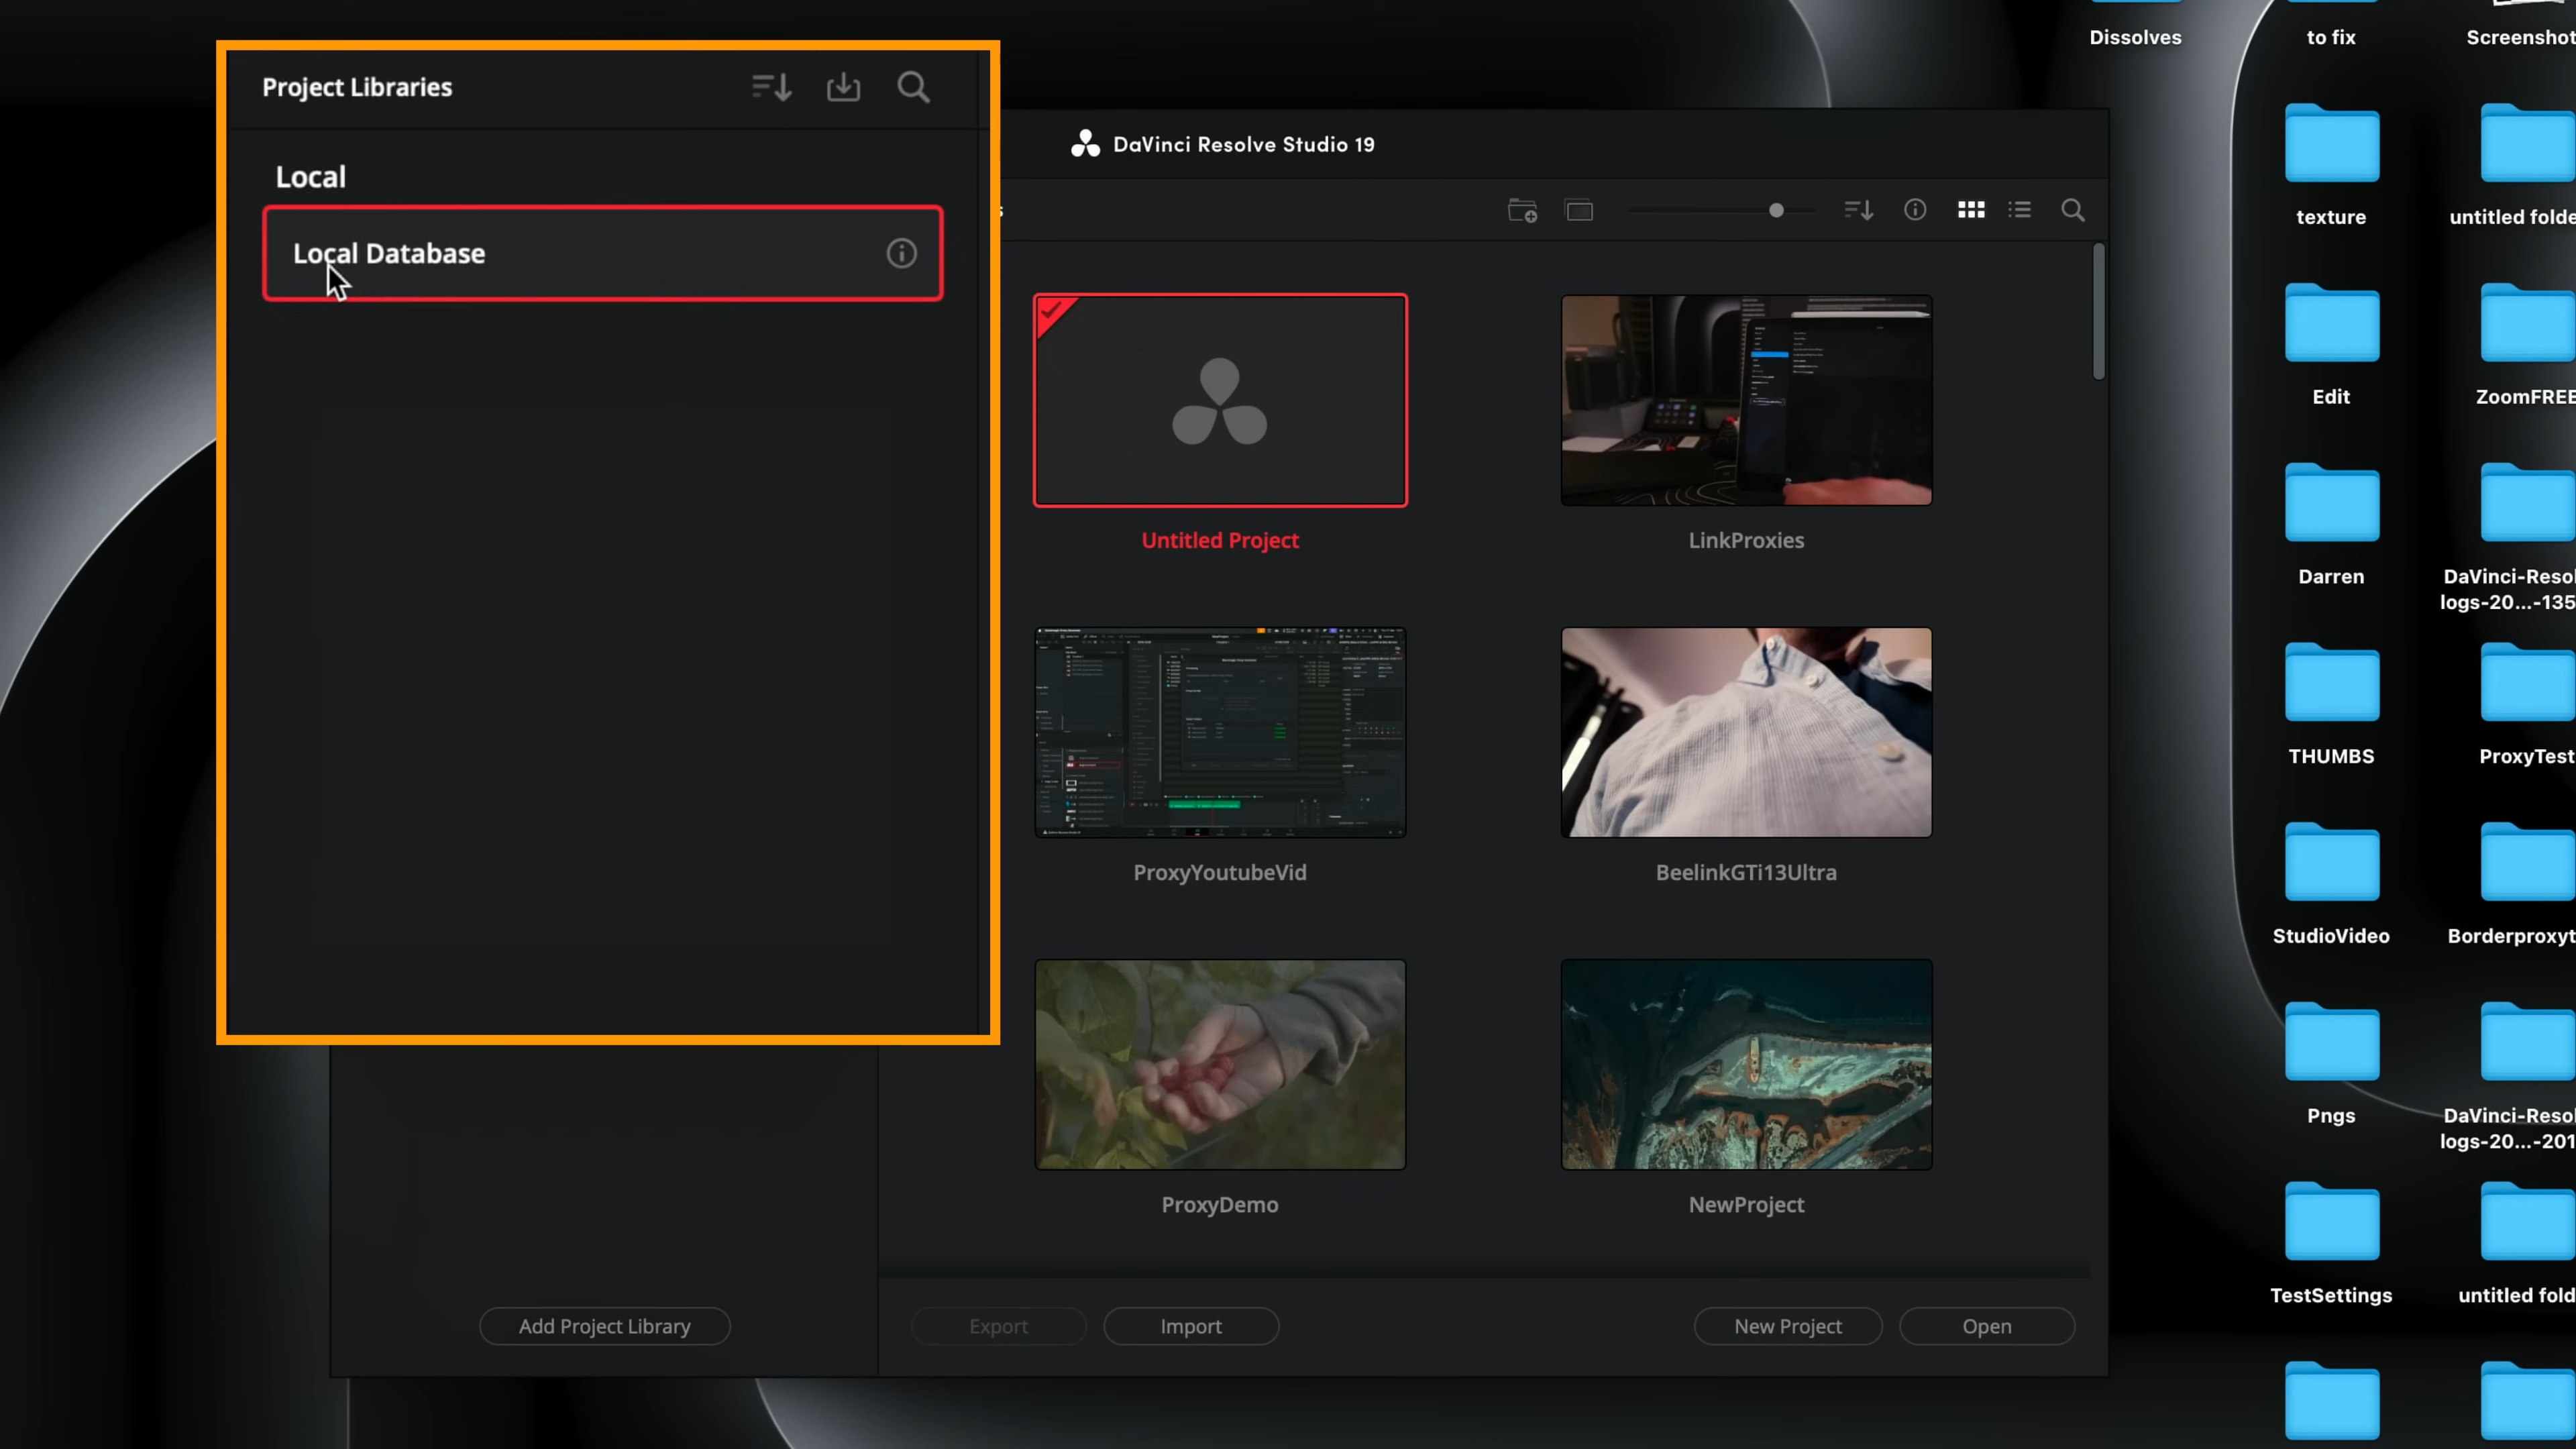 Project Libraries
Local
Local Database
DaVinci Resolve Studio 19
Untitled Project
LinkProxies
ProxyYoutubeVid
BeelinkGTi13Ultra
ProxyDemo
NewProject
Add Project Library
Export
Import
New Project
Open
Dissolves
to fix
Screenshot
texture
untitled folde
Edit
ZoomFREE
Darren
DaVinci-Resol
logs-20...-135
THUMBS
ProxyTest
StudioVideo
Borderproxyt
Pngs
DaVinci-Resol
logs-20...-201
TestSettings
untitled fold